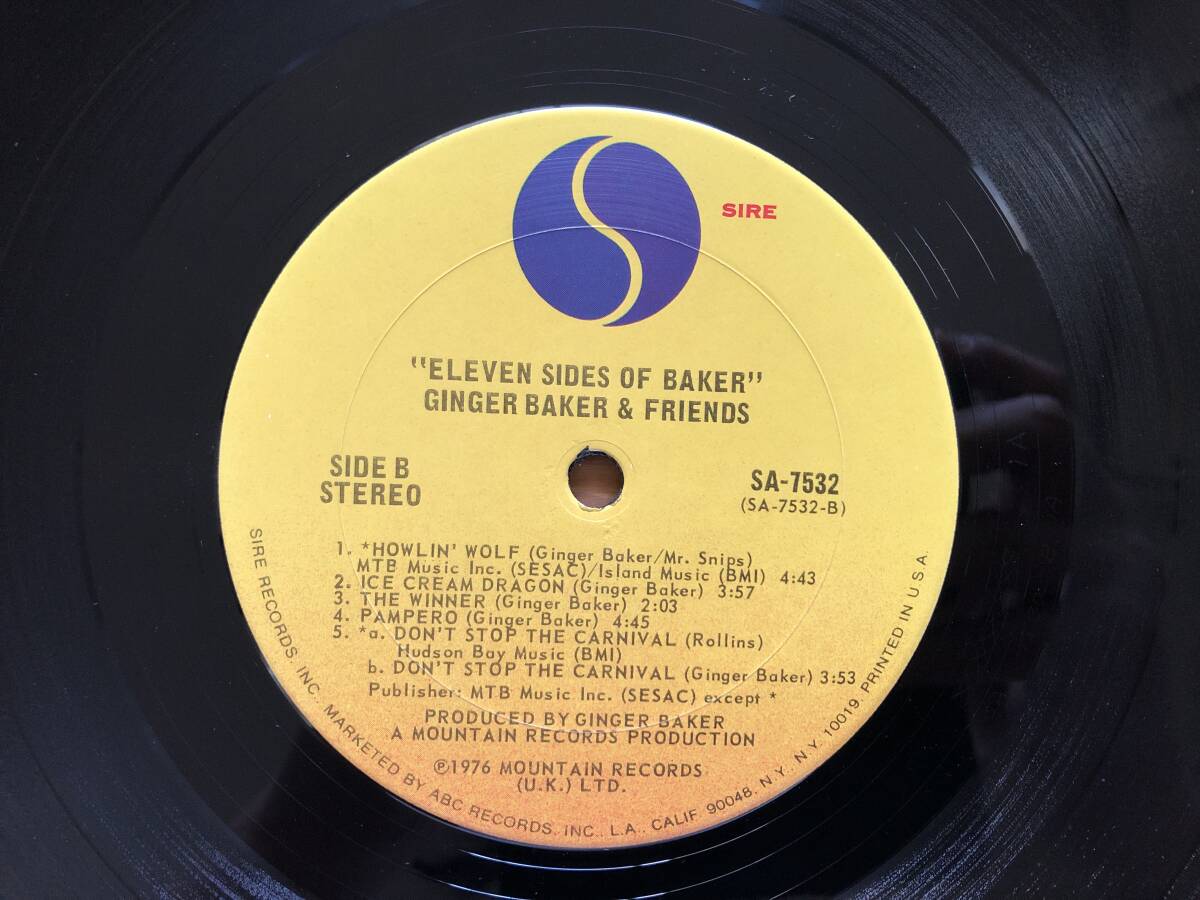 SIRE
"ELEVEN SIDES OF BAKER"
GINGER BAKER & FRIENDS
SIDE B
STEREO
SA-7532
(SA-7532-B)
1. *HOWLIN' WOLF (Ginger Baker/Mr. Snips)
MTB Music Inc. (SESAC)/Island Music (BMI) 4:43
2. ICE CREAM DRAGON (Ginger Baker) 3:57
3. THE WINNER (Ginger Baker) 2:03
4. PAMPERO (Ginger Baker) 4:45
5. *a. DON'T STOP THE CARNIVAL (Rollins)
Hudson Bay Music (BMI)
b. DON'T STOP THE CARNIVAL (Ginger Baker) 3:53
Publisher: MTB Music Inc. (SESAC) except *
PRODUCED BY GINGER BAKER
A MOUNTAIN RECORDS PRODUCTION
℗1976 MOUNTAIN RECORDS
(U.K.) LTD.
SIRE RECORDS, INC., MARKETED BY ABC RECORDS, INC., L.A., CALIF. 90048, N.Y., N.Y. 10019. PRINTED IN U.S.A.